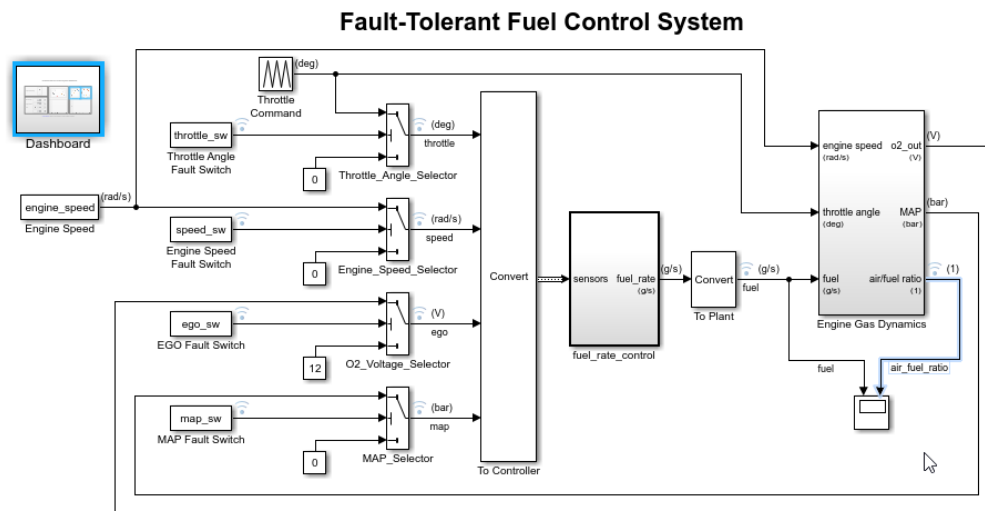 Fault-Tolerant Fuel Control System
Dashboard
(deg)
Throttle
Command
throttle_sw
Throttle Angle
Fault Switch
0
Throttle_Angle_Selector
(deg)
throttle
engine_speed
(rad/s)
Engine Speed
speed_sw
Engine Speed
Fault Switch
0
Engine_Speed_Selector
(rad/s)
speed
ego_sw
EGO Fault Switch
12
O2_Voltage_Selector
(V)
ego
map_sw
MAP Fault Switch
0
MAP_Selector
(bar)
map
Convert
To Controller
sensors
fuel_rate
(g/s)
fuel_rate_control
(g/s)
Convert
To Plant
(g/s)
fuel
engine speed
(rad/s)
o2_out
(V)
(V)
throttle angle
(deg)
MAP
(bar)
(bar)
fuel
(g/s)
air/fuel ratio
(1)
(1)
Engine Gas Dynamics
fuel
air_fuel_ratio